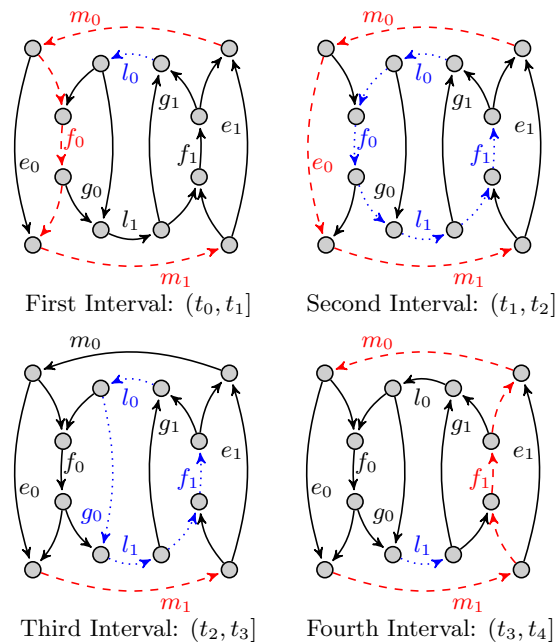 m₀ m₀
l₀ g₁ l₀ g₁
f₀ e₁ f₀ e₁
e₀ f₁ e₀ f₁
g₀ g₀
l₁ l₁
m₁ m₁
First Interval: (t₀, t₁] Second Interval: (t₁, t₂]
m₀ m₀
l₀ g₁ l₀ g₁
f₀ e₁ f₀ e₁
e₀ f₁ e₀ f₁
g₀ g₀
l₁ l₁
m₁ m₁
Third Interval: (t₂, t₃] Fourth Interval: (t₃, t₄]